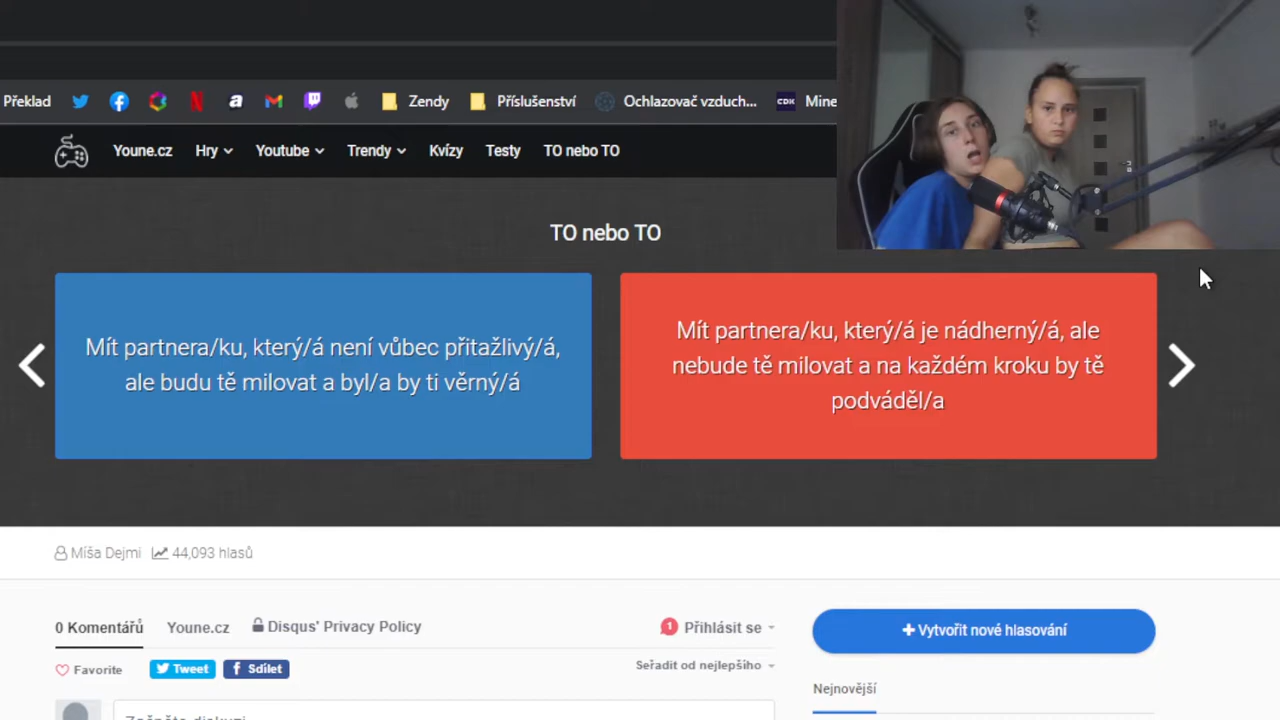 Překlad
Zendy
Příslušenství
Ochlazovač vzduch...
CDK
Mine
Youne.cz Hry Youtube Trendy Kvízy Testy TO nebo TO
TO nebo TO
Mít partnera/ku, který/á není vůbec přitažlivý/á,
ale budu tě milovat a byl/a by ti věrný/á
Mít partnera/ku, který/á je nádherný/á, ale
nebude tě milovat a na každém kroku by tě
podváděl/a
Míša Dejmi 44,093 hlasů
0 Komentářů Youne.cz Disqus' Privacy Policy
1 Přihlásit se
Favorite Tweet Sdílet
Seřadit od nejlepšího
Začněte diskuzi
+ Vytvořit nové hlasování
Nejnovější